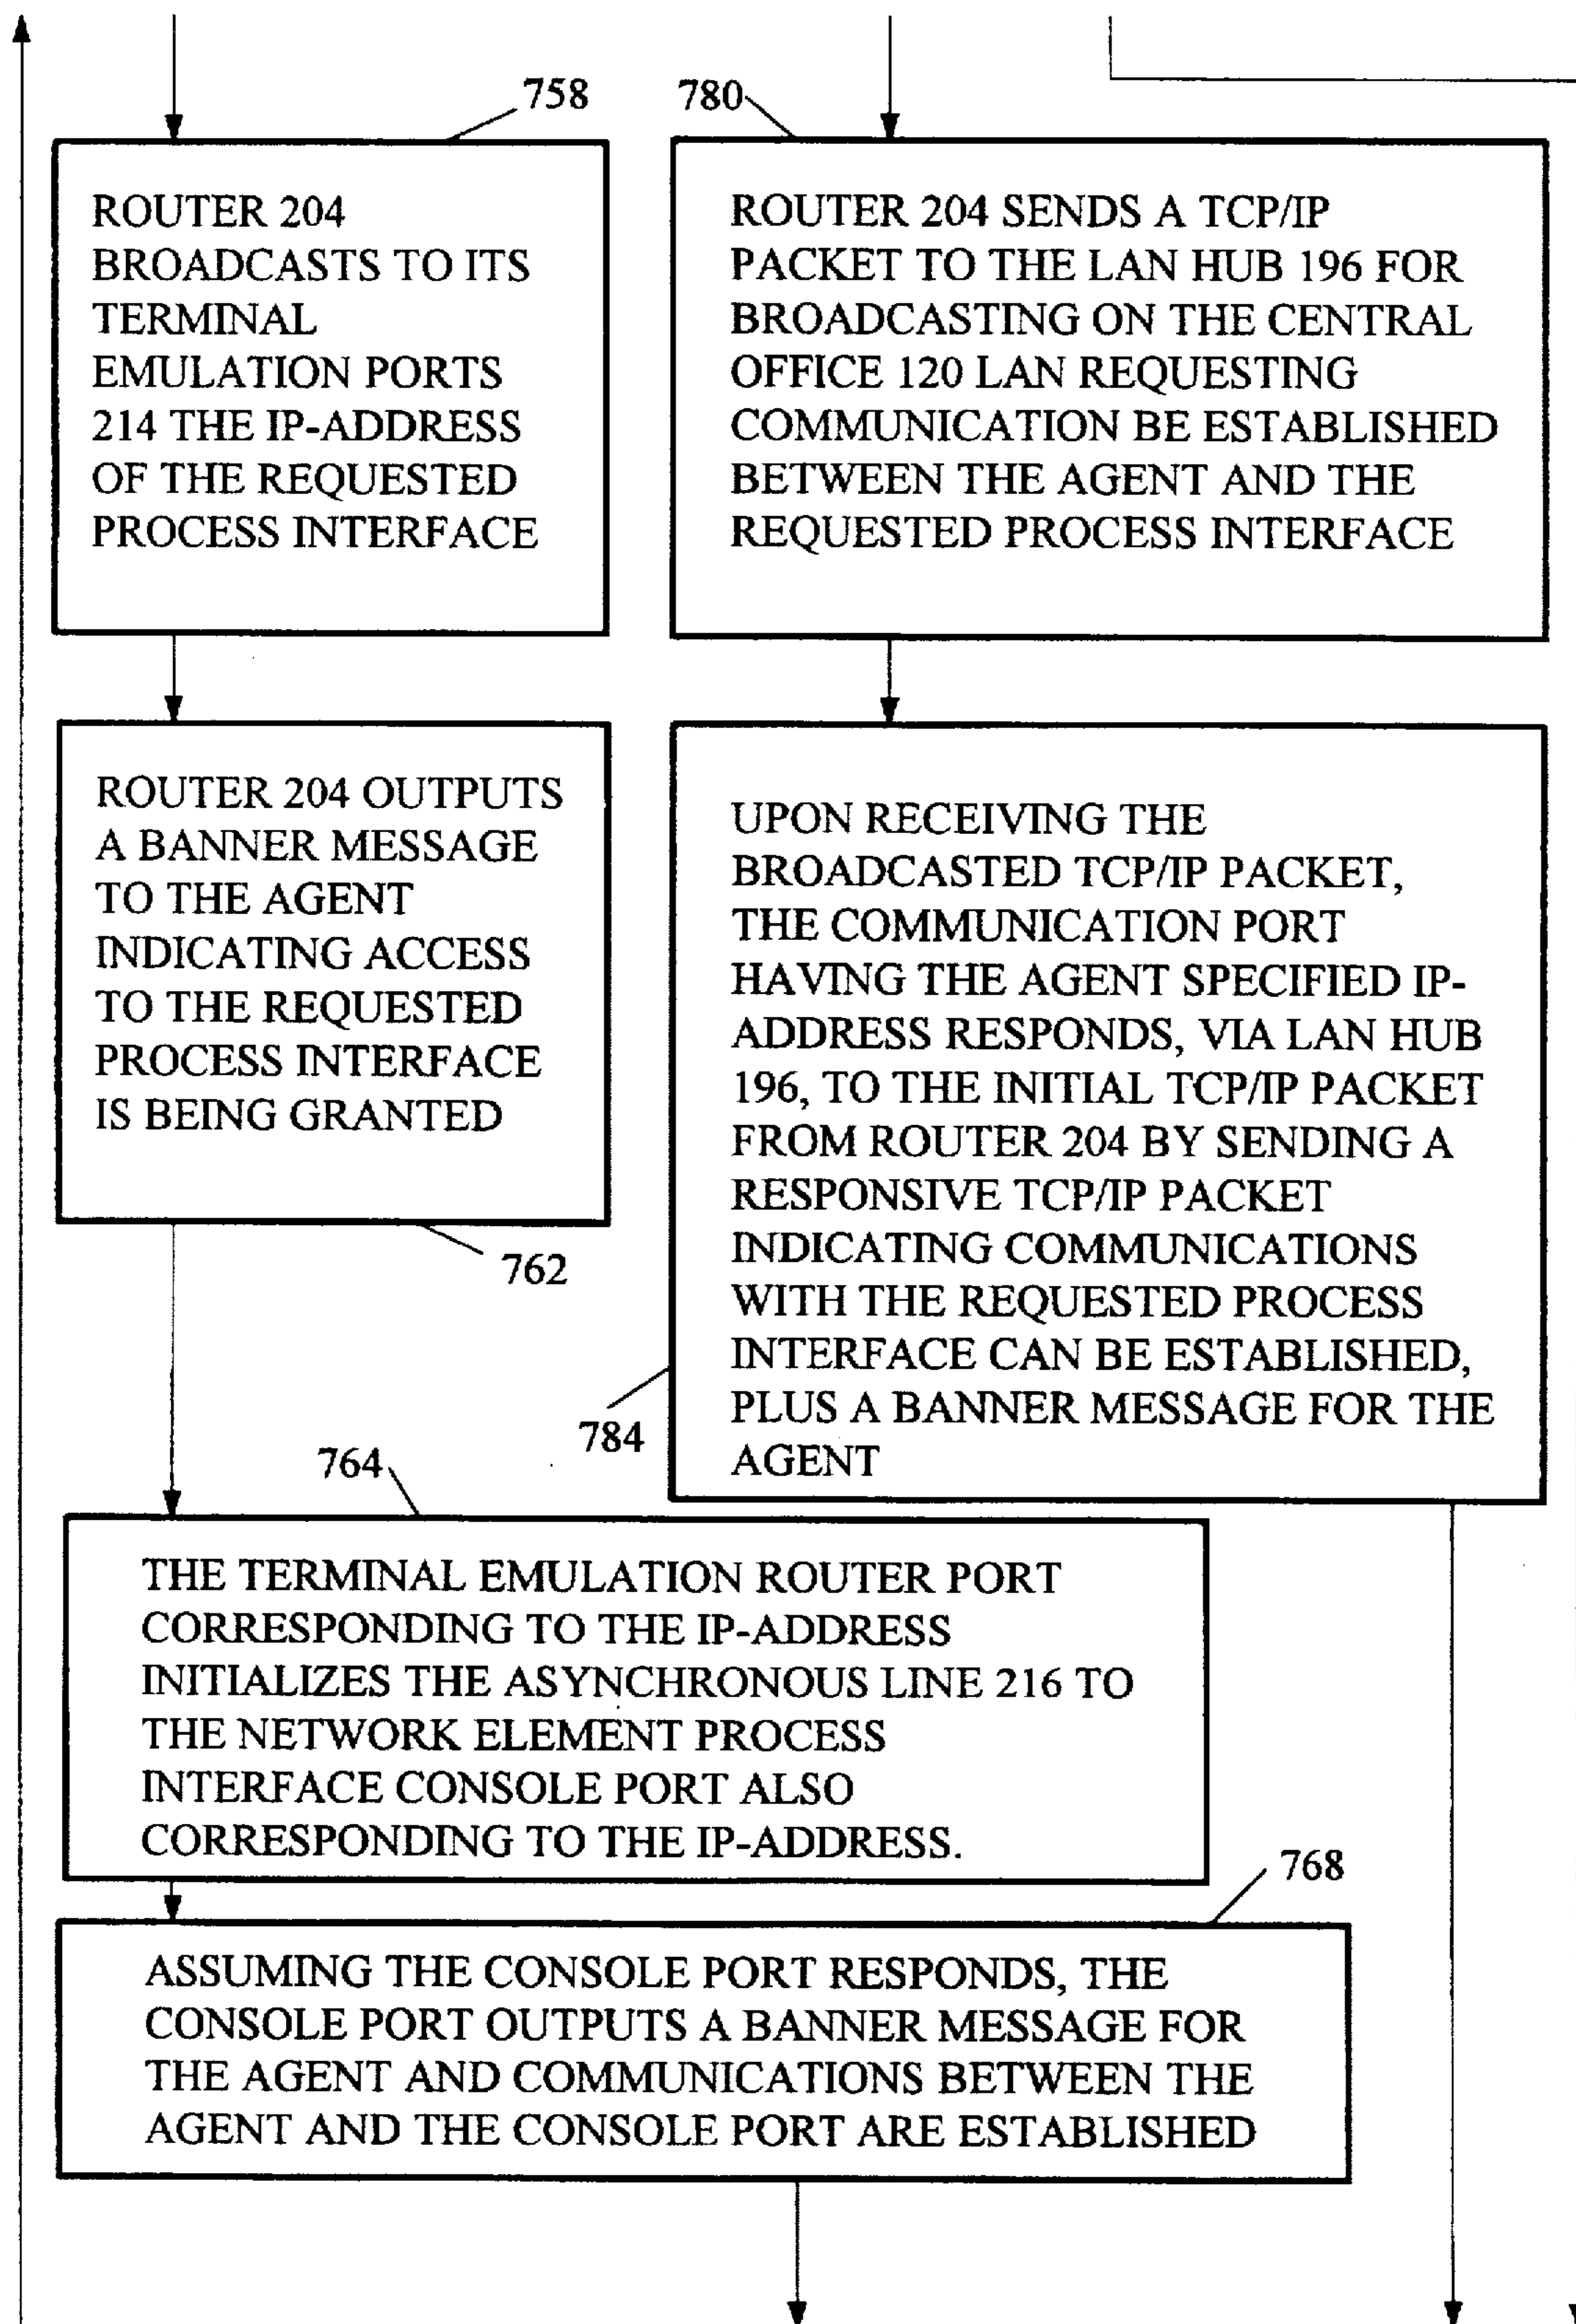 758
780
ROUTER 204
BROADCASTS TO ITS
TERMINAL
EMULATION PORTS
214 THE IP-ADDRESS
OF THE REQUESTED
PROCESS INTERFACE
ROUTER 204 SENDS A TCP/IP
PACKET TO THE LAN HUB 196 FOR
BROADCASTING ON THE CENTRAL
OFFICE 120 LAN REQUESTING
COMMUNICATION BE ESTABLISHED
BETWEEN THE AGENT AND THE
REQUESTED PROCESS INTERFACE
ROUTER 204 OUTPUTS
A BANNER MESSAGE
TO THE AGENT
INDICATING ACCESS
TO THE REQUESTED
PROCESS INTERFACE
IS BEING GRANTED
762
UPON RECEIVING THE
BROADCASTED TCP/IP PACKET,
THE COMMUNICATION PORT
HAVING THE AGENT SPECIFIED IP-
ADDRESS RESPONDS, VIA LAN HUB
196, TO THE INITIAL TCP/IP PACKET
FROM ROUTER 204 BY SENDING A
RESPONSIVE TCP/IP PACKET
INDICATING COMMUNICATIONS
WITH THE REQUESTED PROCESS
INTERFACE CAN BE ESTABLISHED,
PLUS A BANNER MESSAGE FOR THE
AGENT
784
764
THE TERMINAL EMULATION ROUTER PORT
CORRESPONDING TO THE IP-ADDRESS
INITIALIZES THE ASYNCHRONOUS LINE 216 TO
THE NETWORK ELEMENT PROCESS
INTERFACE CONSOLE PORT ALSO
CORRESPONDING TO THE IP-ADDRESS.
768
ASSUMING THE CONSOLE PORT RESPONDS, THE
CONSOLE PORT OUTPUTS A BANNER MESSAGE FOR
THE AGENT AND COMMUNICATIONS BETWEEN THE
AGENT AND THE CONSOLE PORT ARE ESTABLISHED